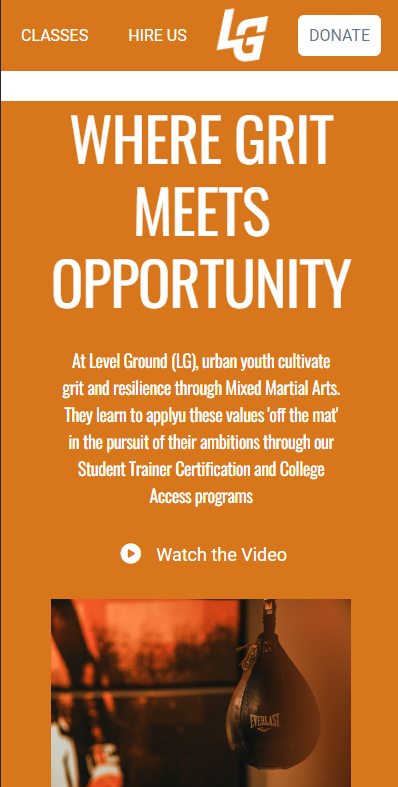 CLASSES HIRE US LG DONATE
WHERE GRIT
MEETS
OPPORTUNITY
At Level Ground (LG), urban youth cultivate
grit and resilience through Mixed Martial Arts.
They learn to applyu these values 'off the mat'
in the pursuit of their ambitions through our
Student Trainer Certification and College
Access programs
Watch the Video
EVERLAST